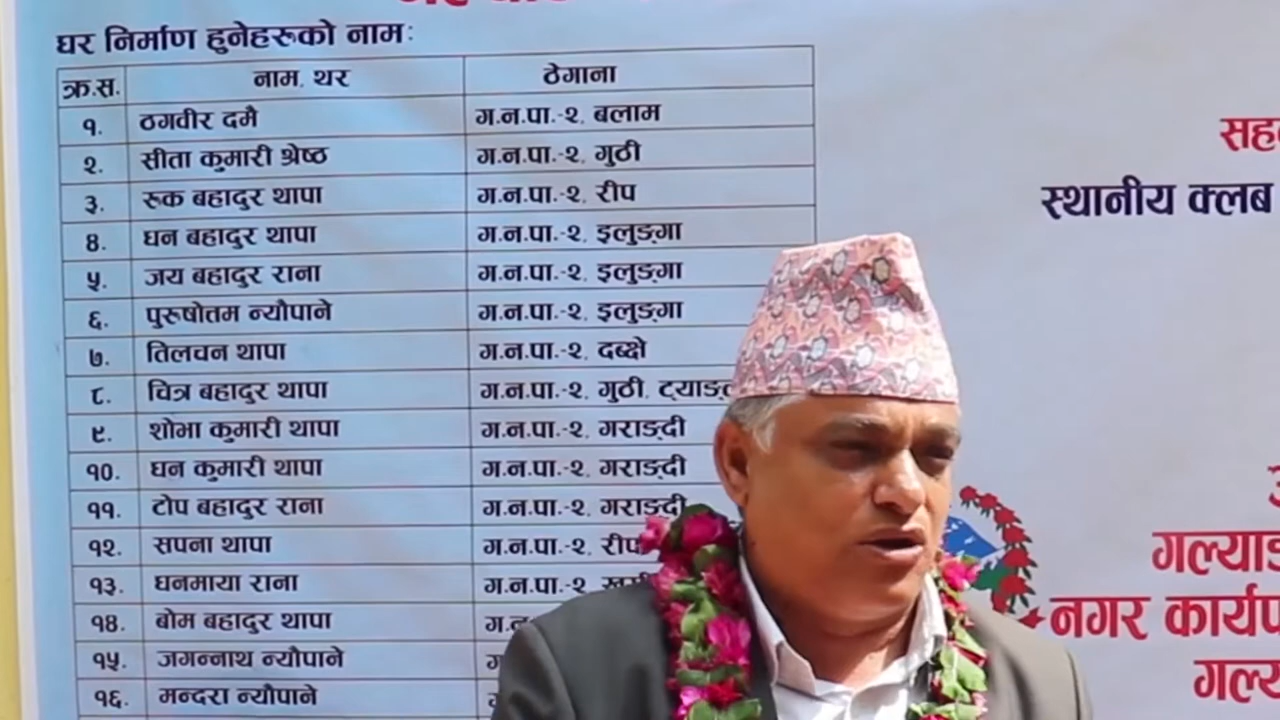 घर निर्माण हुनेहरुको नामः
क्र.स. नाम, थर ठेगाना
१. ठगवीर दमै ग.न.पा.-२, बलाम
२. सीता कुमारी श्रेष्ठ ग.न.पा.-२, गुठी
३. रुक बहादुर थापा ग.न.पा.-२, रीप
४. धन बहादुर थापा ग.न.पा.-२, इलुङ्गा
५. जय बहादुर राना ग.न.पा.-२, इलुङ्गा
६. पुरुषोतम न्यौपाने ग.न.पा.-२, इलुङ्गा
७. तिलचन थापा ग.न.पा.-२, दब्क्षे
८. चित्र बहादुर थापा ग.न.पा.-२, गुठी,
९. शोभा कुमारी थापा ग.न.पा.-२, गराङ्दी
१०. धन कुमारी थापा ग.न.पा.-२, गराङ्दी
११. टोप बहादुर राना ग.न.पा.-२, गराङ्दी
१२. सपना थापा ग.न.पा.-२, रीप
१३. धनमाया राना ग.न.पा.-२,
१४. बोम बहादुर थापा
१५. जगन्नाथ न्यौपाने
१६. मन्दरा न्यौपाने
स्थानीय क्लब
नगर